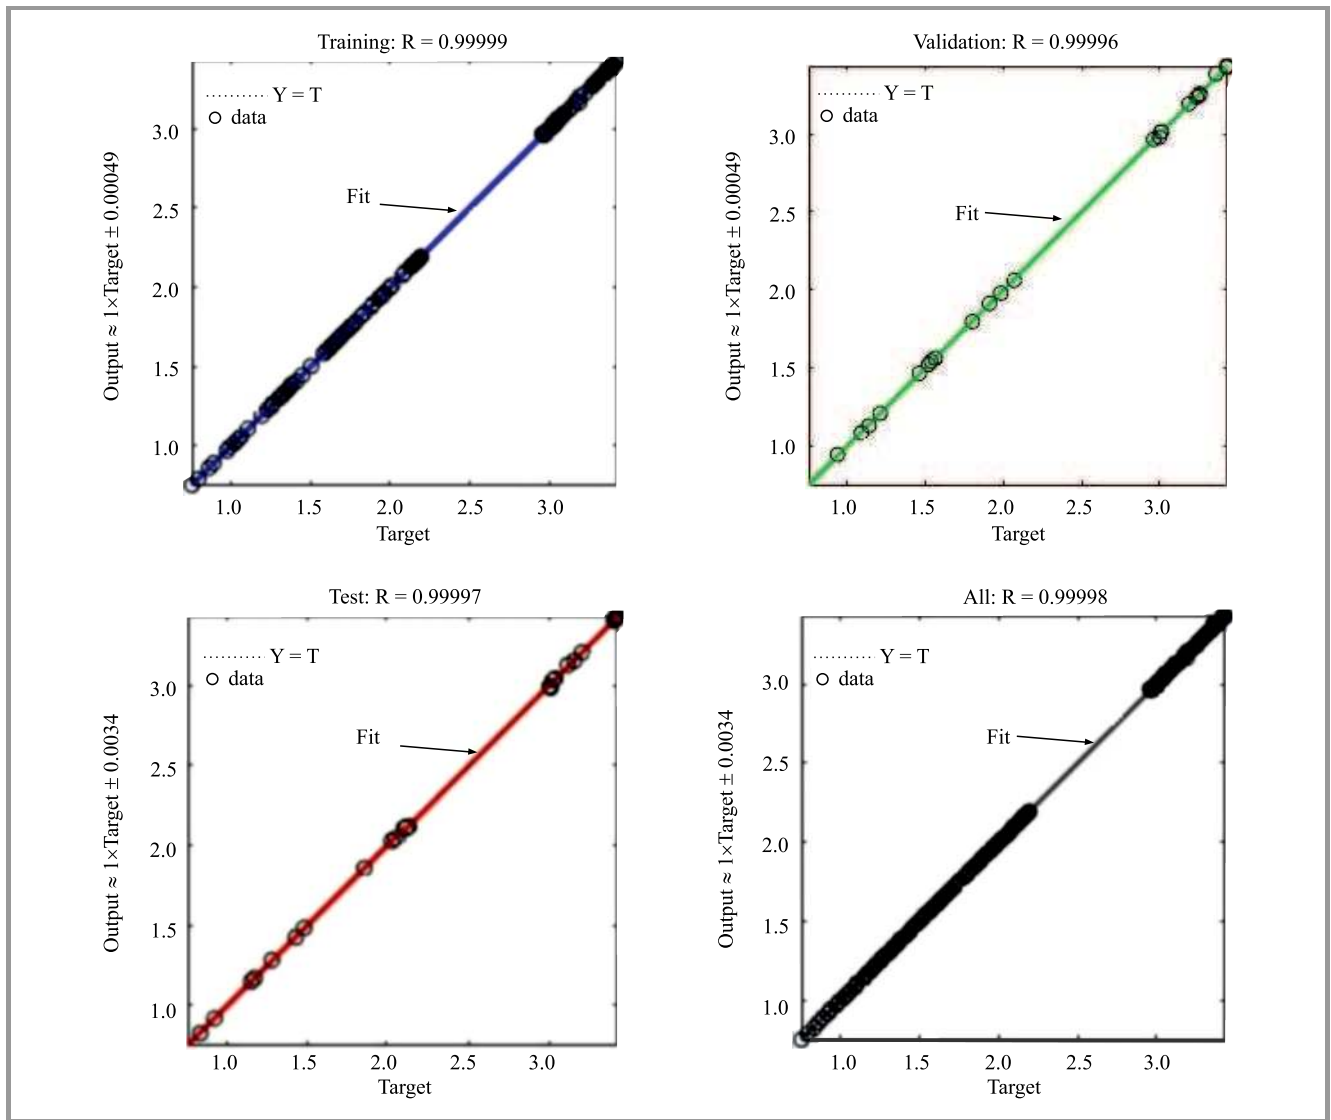 Training: R = 0.99999
Y = T
data
Fit
3.0
2.5
2.0
1.5
1.0
Output ≈ 1×Target ± 0.00049
1.0 1.5 2.0 2.5 3.0
Target
Validation: R = 0.99996
Y = T
data
Fit
3.0
2.5
2.0
1.5
1.0
Output ≈ 1×Target ± 0.00049
1.0 1.5 2.0 2.5 3.0
Target
Test: R = 0.99997
Y = T
data
Fit
3.0
2.5
2.0
1.5
1.0
Output ≈ 1×Target ± 0.0034
1.0 1.5 2.0 2.5 3.0
Target
All: R = 0.99998
Y = T
data
Fit
3.0
2.5
2.0
1.5
1.0
Output ≈ 1×Target ± 0.0034
1.0 1.5 2.0 2.5 3.0
Target